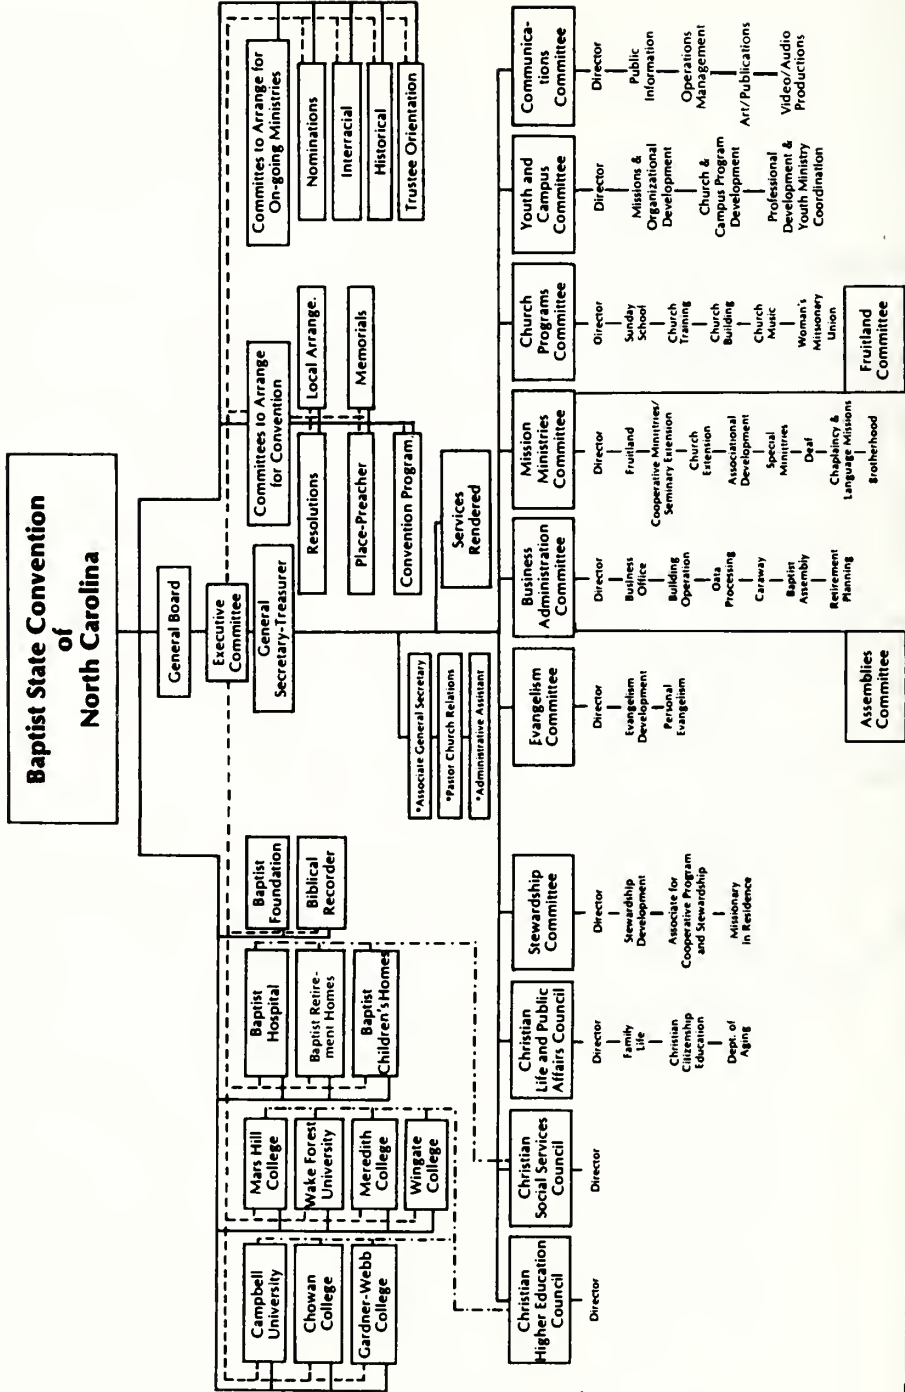 Baptist State Convention
of
North Carolina
General Board
Executive
Committee
General
Secretary-Treasurer
Campbell
University
Chowan
College
Gardner-Webb
College
Mars Hill
College
Wake Forest
University
Meredith
College
Wingate
College
Baptist
Hospital
Baptist Retire-
ment Homes
Baptist
Children's Homes
Baptist
Foundation
Biblical
Recorder
Committees to Arrange
for Convention
Resolutions
Local Arrange.
Place-Preacher
Memorials
Convention Program
Committees to Arrange for
On-going Ministries
Nominations
Interracial
Historical
Trustee Orientation
*Associate General Secretary
*Pastor Church Relations
*Administrative Assistant
Services
Rendered
Christian
Higher Education
Council
Director
Christian
Social Services
Council
Director
Christian
Life and Public
Affairs Council
Director
Family
Life
Christian
Citizenship
Education
Dept. of
Aging
Stewardship
Committee
Director
Stewardship
Development
Associate for
Cooperative Program
and Stewardship
Missionary
in Residence
Evangelism
Committee
Director
Evangelism
Development
Personal
Evangelism
Business
Administration
Committee
Director
Business
Office
Building
Operation
Data
Processing
Caraway
Baptist
Assembly
Retirement
Planning
Mission
Ministries
Committee
Director
Fruitland
Cooperative Ministries/
Seminary Extension
Church
Extension
Associational
Development
Special
Ministries
Deaf
Chaplaincy &
Language Missions
Brotherhood
Church
Programs
Committee
Director
Sunday
School
Church
Training
Church
Building
Church
Music
Woman's
Missionary
Union
Youth and
Campus
Committee
Director
Missions &
Organizational
Development
Church &
Campus Program
Development
Professional
Development &
Youth Ministry
Coordination
Communica-
tions
Committee
Director
Public
Information
Operations
Management
Art/Publications
Video/Audio
Productions
Assemblies
Committee
Fruitland
Committee